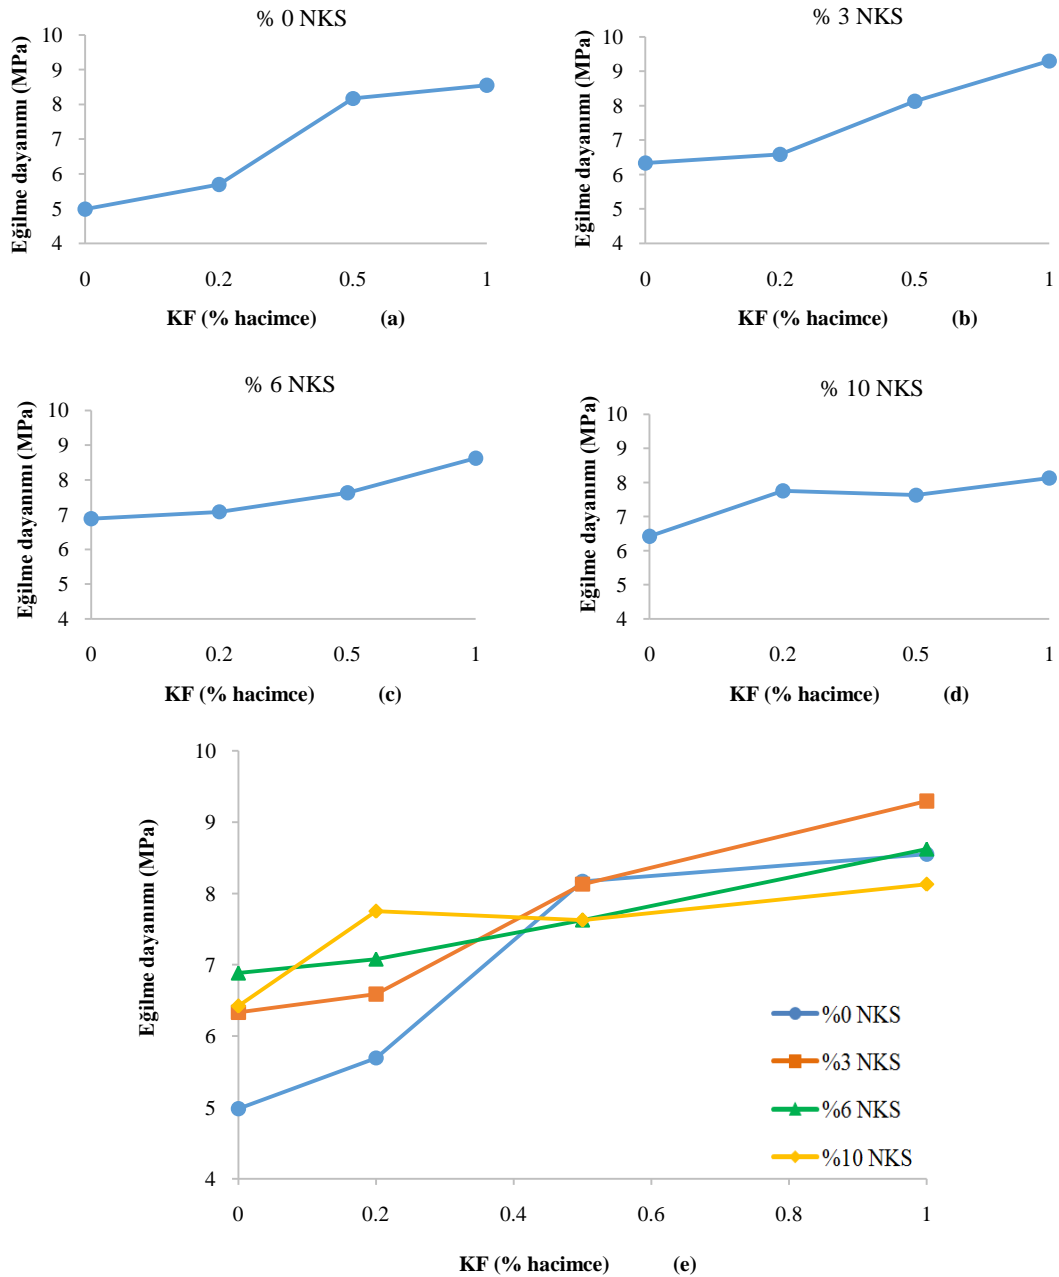 % 0 NKS
Eğilme dayanımı (MPa)
10
9
8
7
6
5
4
0 0.2 0.5 1
KF (% hacimce) (a)
% 3 NKS
Eğilme dayanımı (MPa)
10
9
8
7
6
5
4
0 0.2 0.5 1
KF (% hacimce) (b)
% 6 NKS
Eğilme dayanımı (MPa)
10
9
8
7
6
5
4
0 0.2 0.5 1
KF (% hacimce) (c)
% 10 NKS
Eğilme dayanımı (MPa)
10
9
8
7
6
5
4
0 0.2 0.5 1
KF (% hacimce) (d)
Eğilme dayanımı (MPa)
10
9
8
7
6
5
4
0 0.2 0.4 0.6 0.8 1
%0 NKS
%3 NKS
%6 NKS
%10 NKS
KF (% hacimce) (e)